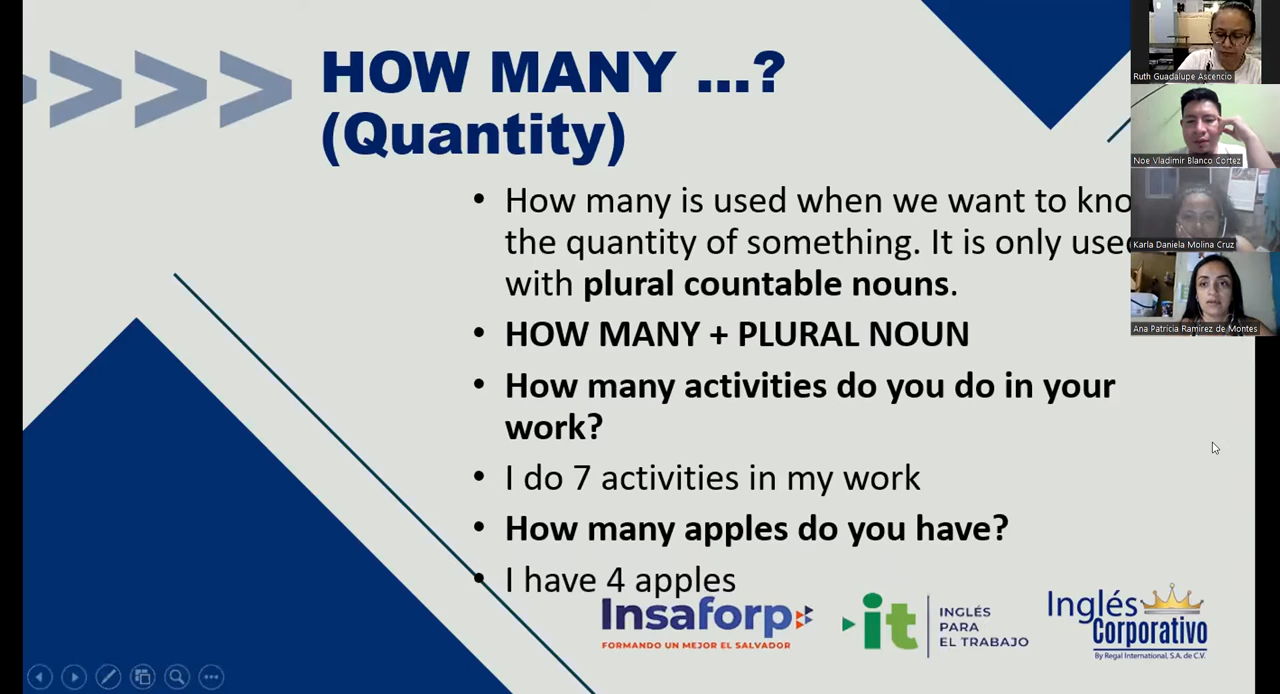 HOW MANY ...?
(Quantity)
• How many is used when we want to kno
the quantity of something. It is only use
with plural countable nouns.
• HOW MANY + PLURAL NOUN
• How many activities do you do in your
work?
• I do 7 activities in my work
• How many apples do you have?
• I have 4 apples
Insaforp
FORMANDO UN MEJOR EL SALVADOR
it
INGLÉS
PARA
EL TRABAJO
Inglés
Corporativo
By Regal International, S.A. de C.V.
Ruth Guadalupe Ascencio
Noe Vladimir Blanco Cortez
Karla Daniela Molina Cruz
Ana Patricia Ramirez de Montes